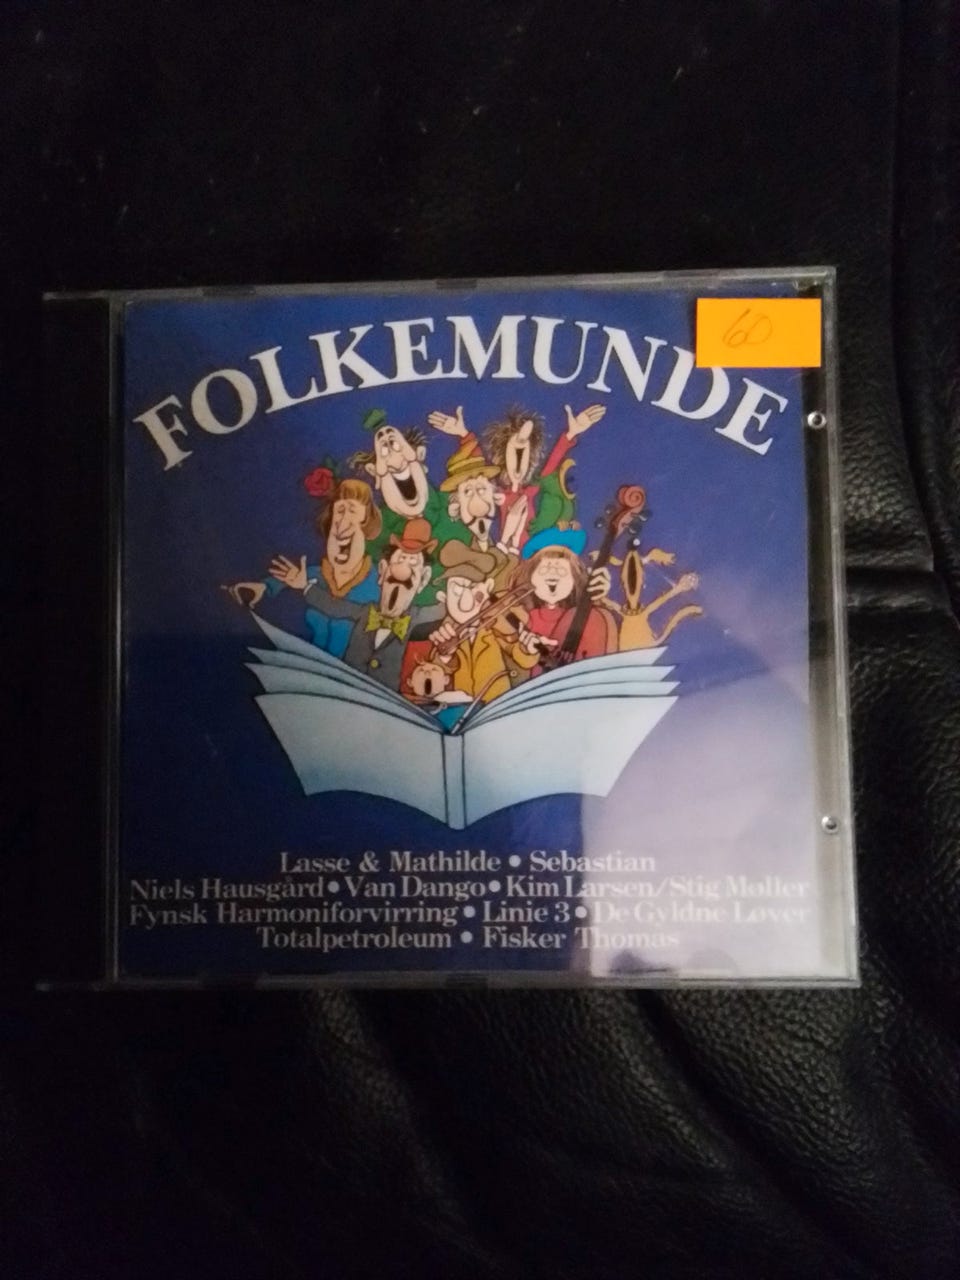 FOLKEMUNDE
60
Lasse & Mathilde • Sebastian
Niels Hausgård • Van Dango • Kim Larsen/Stig Møller
Fynsk Harmoniforvirring • Linie 3 • De Gyldne Løver
Totalpetroleum • Fisker Thomas